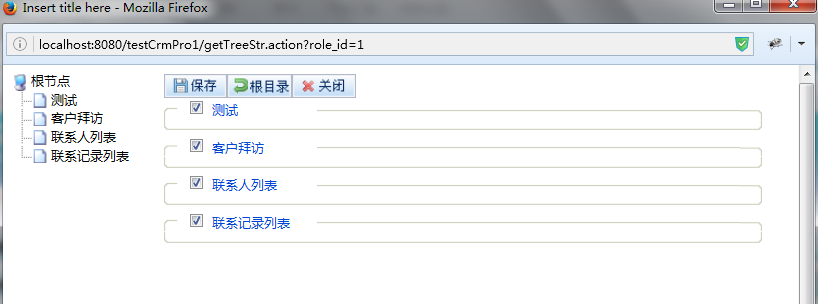 Insert title here - Mozilla Firefox
localhost:8080/testCrmPro1/getTreeStr.action?role_id=1
根节点
测试
客户拜访
联系人列表
联系记录列表
保存 根目录 关闭
测试
客户拜访
联系人列表
联系记录列表